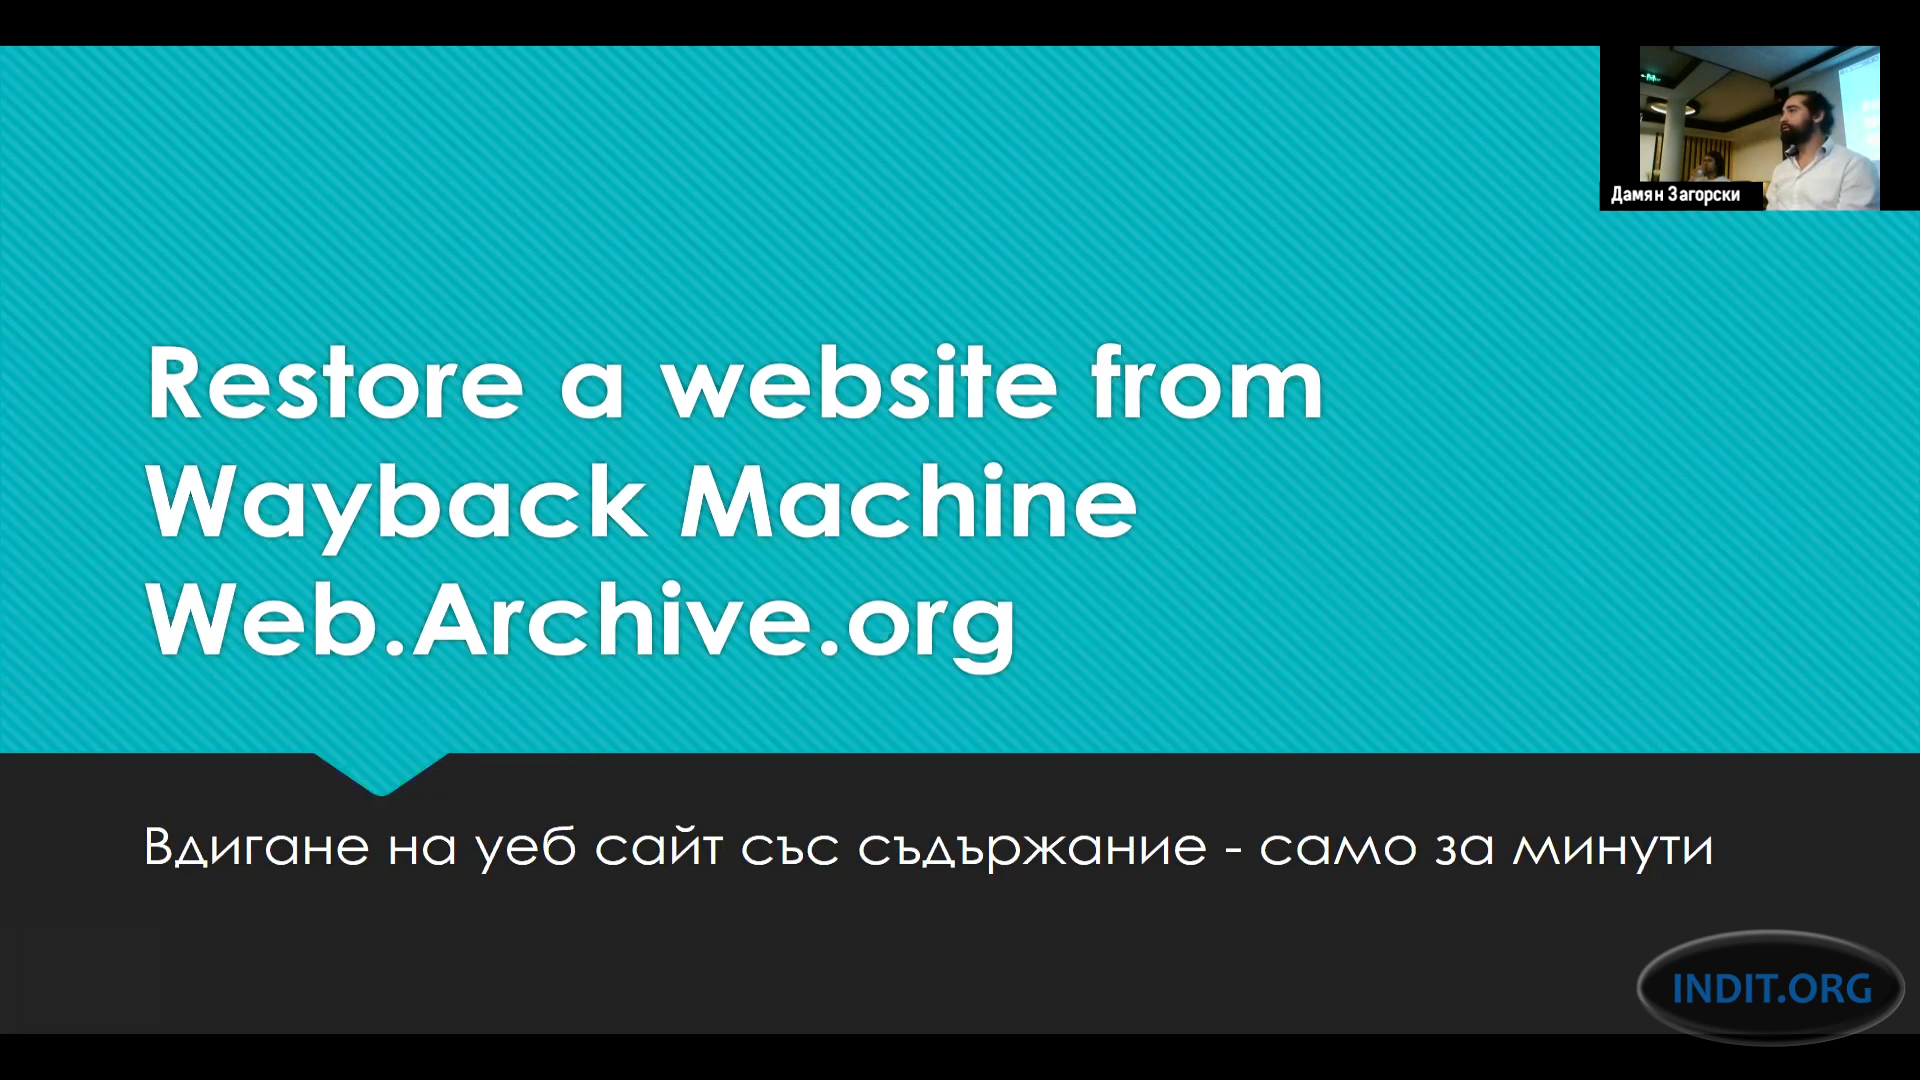 Дамян Загорски
Restore a website from
Wayback Machine
Web.Archive.org
Вдигане на уеб сайт със съдържание - само за минути
INDIT.ORG